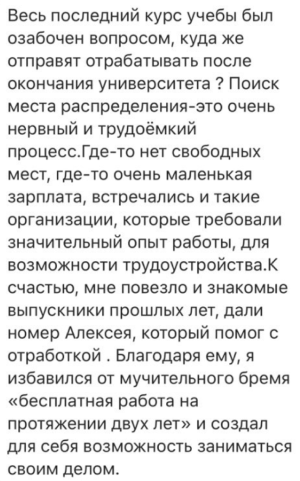 Весь последний курс учебы был
озабочен вопросом, куда же
отправят отрабатывать после
окончания университета ? Поиск
места распределения-это очень
нервный и трудоёмкий
процесс.Где-то нет свободных
мест, где-то очень маленькая
зарплата, встречались и такие
организации, которые требовали
значительный опыт работы, для
возможности трудоустройства.К
счастью, мне повезло и знакомые
выпускники прошлых лет, дали
номер Алексея, который помог с
отработкой . Благодаря ему, я
избавился от мучительного бремя
«бесплатная работа на
протяжении двух лет» и создал
для себя возможность заниматься
своим делом.